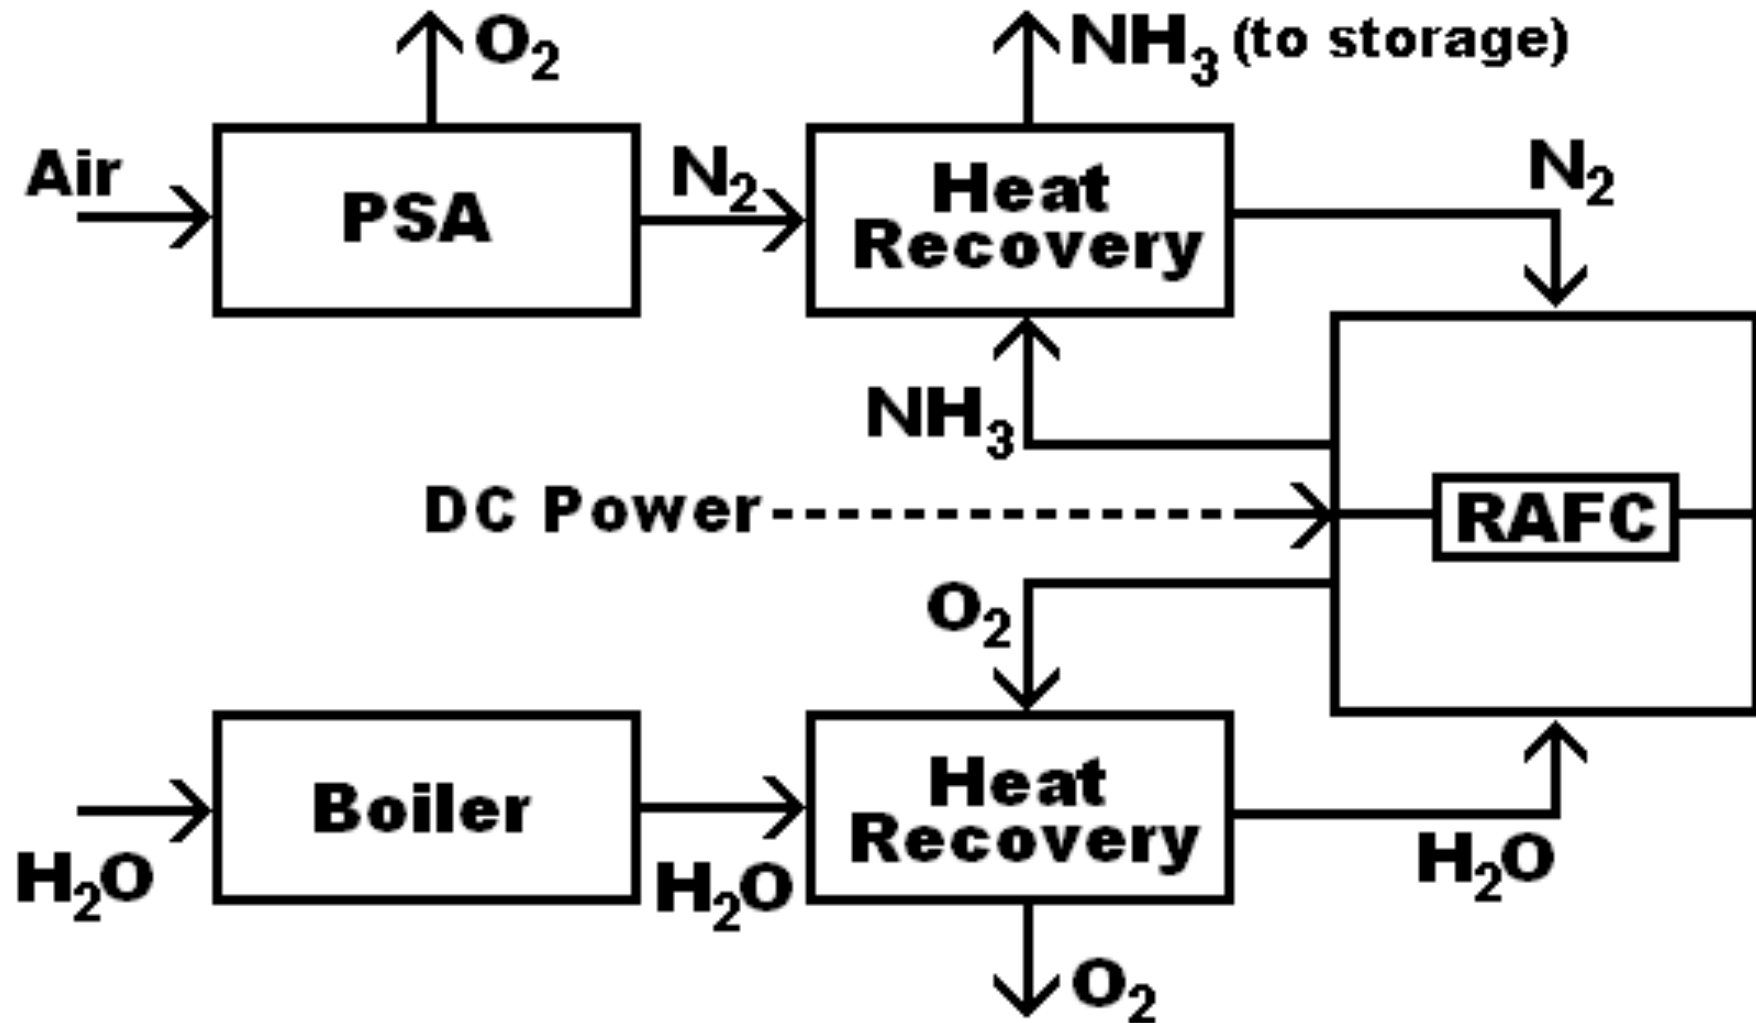 O₂
NH₃ (to storage)
Air
PSA
N₂
Heat
Recovery
N₂
NH₃
DC Power
RAFC
O₂
Boiler
Heat
Recovery
H₂O
H₂O
H₂O
O₂